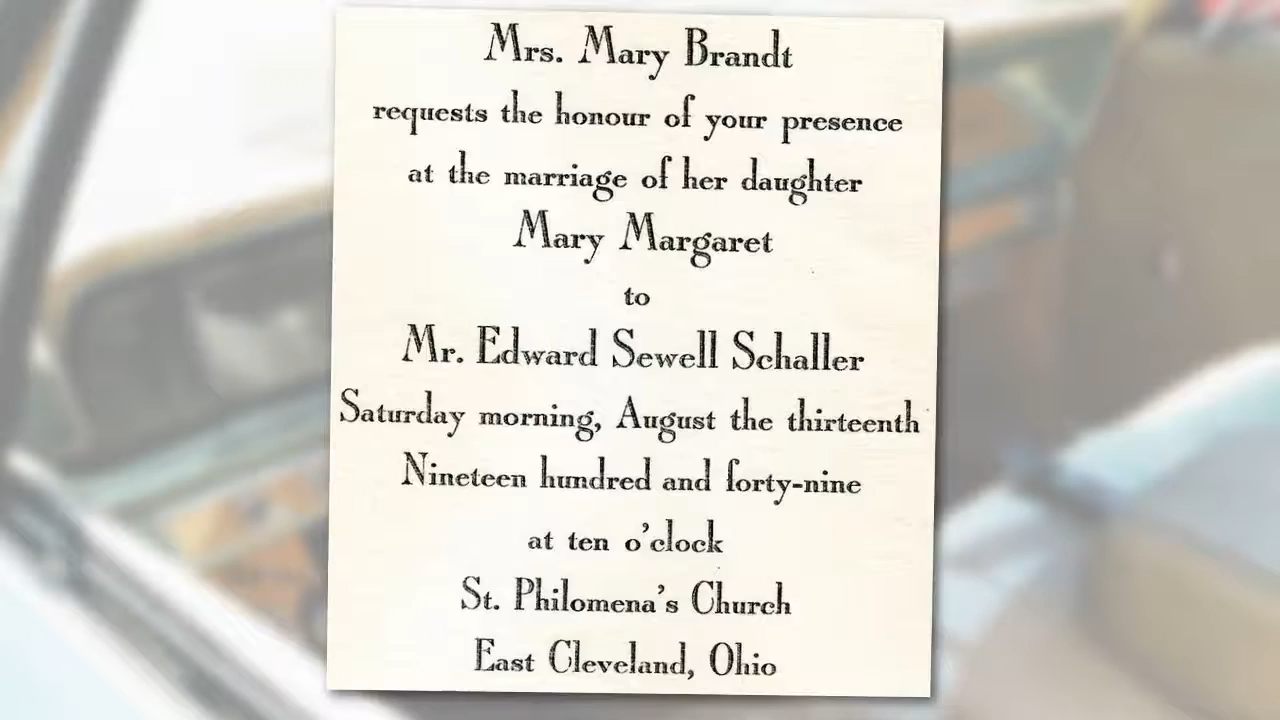 Mrs. Mary Brandt
requests the honour of your presence
at the marriage of her daughter
Mary Margaret
to
Mr. Edward Sewell Schaller
Saturday morning, August the thirteenth
Nineteen hundred and forty-nine
at ten o'clock
St. Philomena's Church
East Cleveland, Ohio